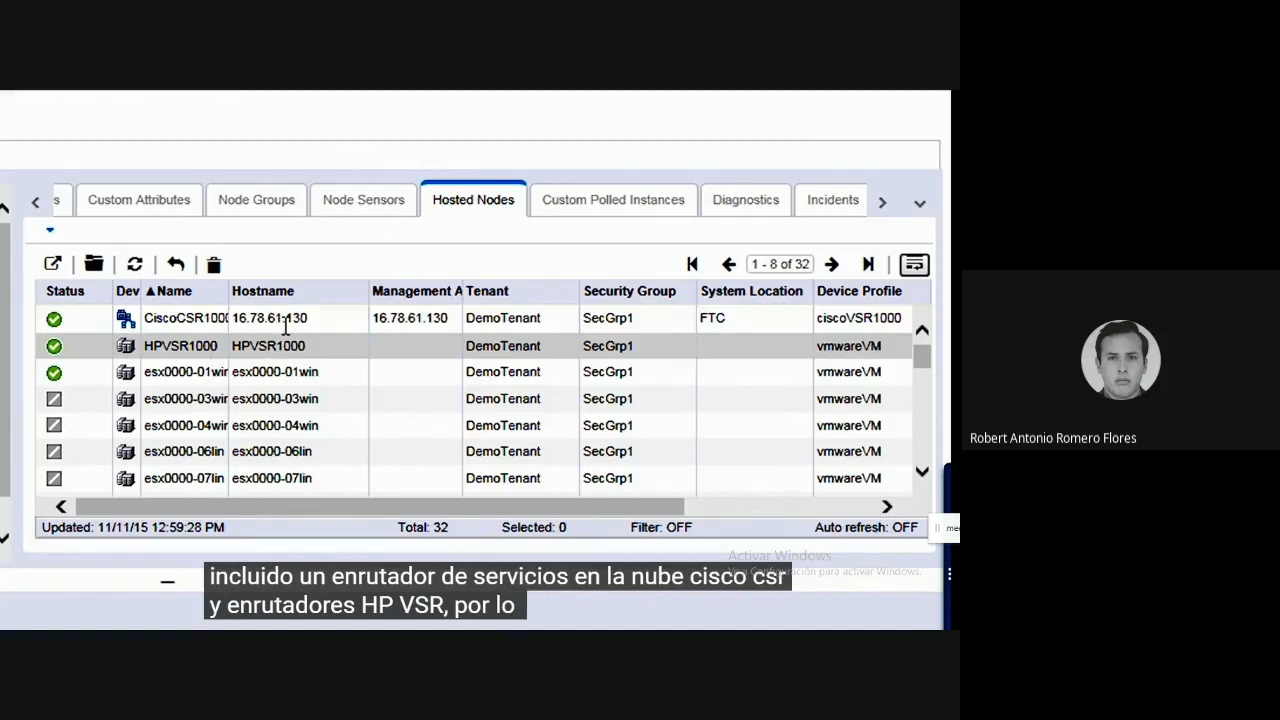 s Custom Attributes Node Groups Node Sensors Hosted Nodes Custom Polled Instances Diagnostics Incidents
1 - 8 of 32
Status Dev ▲Name Hostname Management A Tenant Security Group System Location Device Profile
CiscoCSR1000 16.78.61.130 16.78.61.130 DemoTenant SecGrp1 FTC ciscoVSR1000
HPVSR1000 HPVSR1000 DemoTenant SecGrp1 vmwareVM
esx0000-01win esx0000-01win DemoTenant SecGrp1 vmwareVM
esx0000-03win esx0000-03win DemoTenant SecGrp1 vmwareVM
esx0000-04win esx0000-04win DemoTenant SecGrp1 vmwareVM
esx0000-06lin esx0000-06lin DemoTenant SecGrp1 vmwareVM
esx0000-07lin esx0000-07lin DemoTenant SecGrp1 vmwareVM
Updated: 11/11/15 12:59:28 PM Total: 32 Selected: 0 Filter: OFF Auto refresh: OFF
Activar Windows
para activar Windows.
incluido un enrutador de servicios en la nube cisco csr
y enrutadores HP VSR, por lo
Robert Antonio Romero Flores